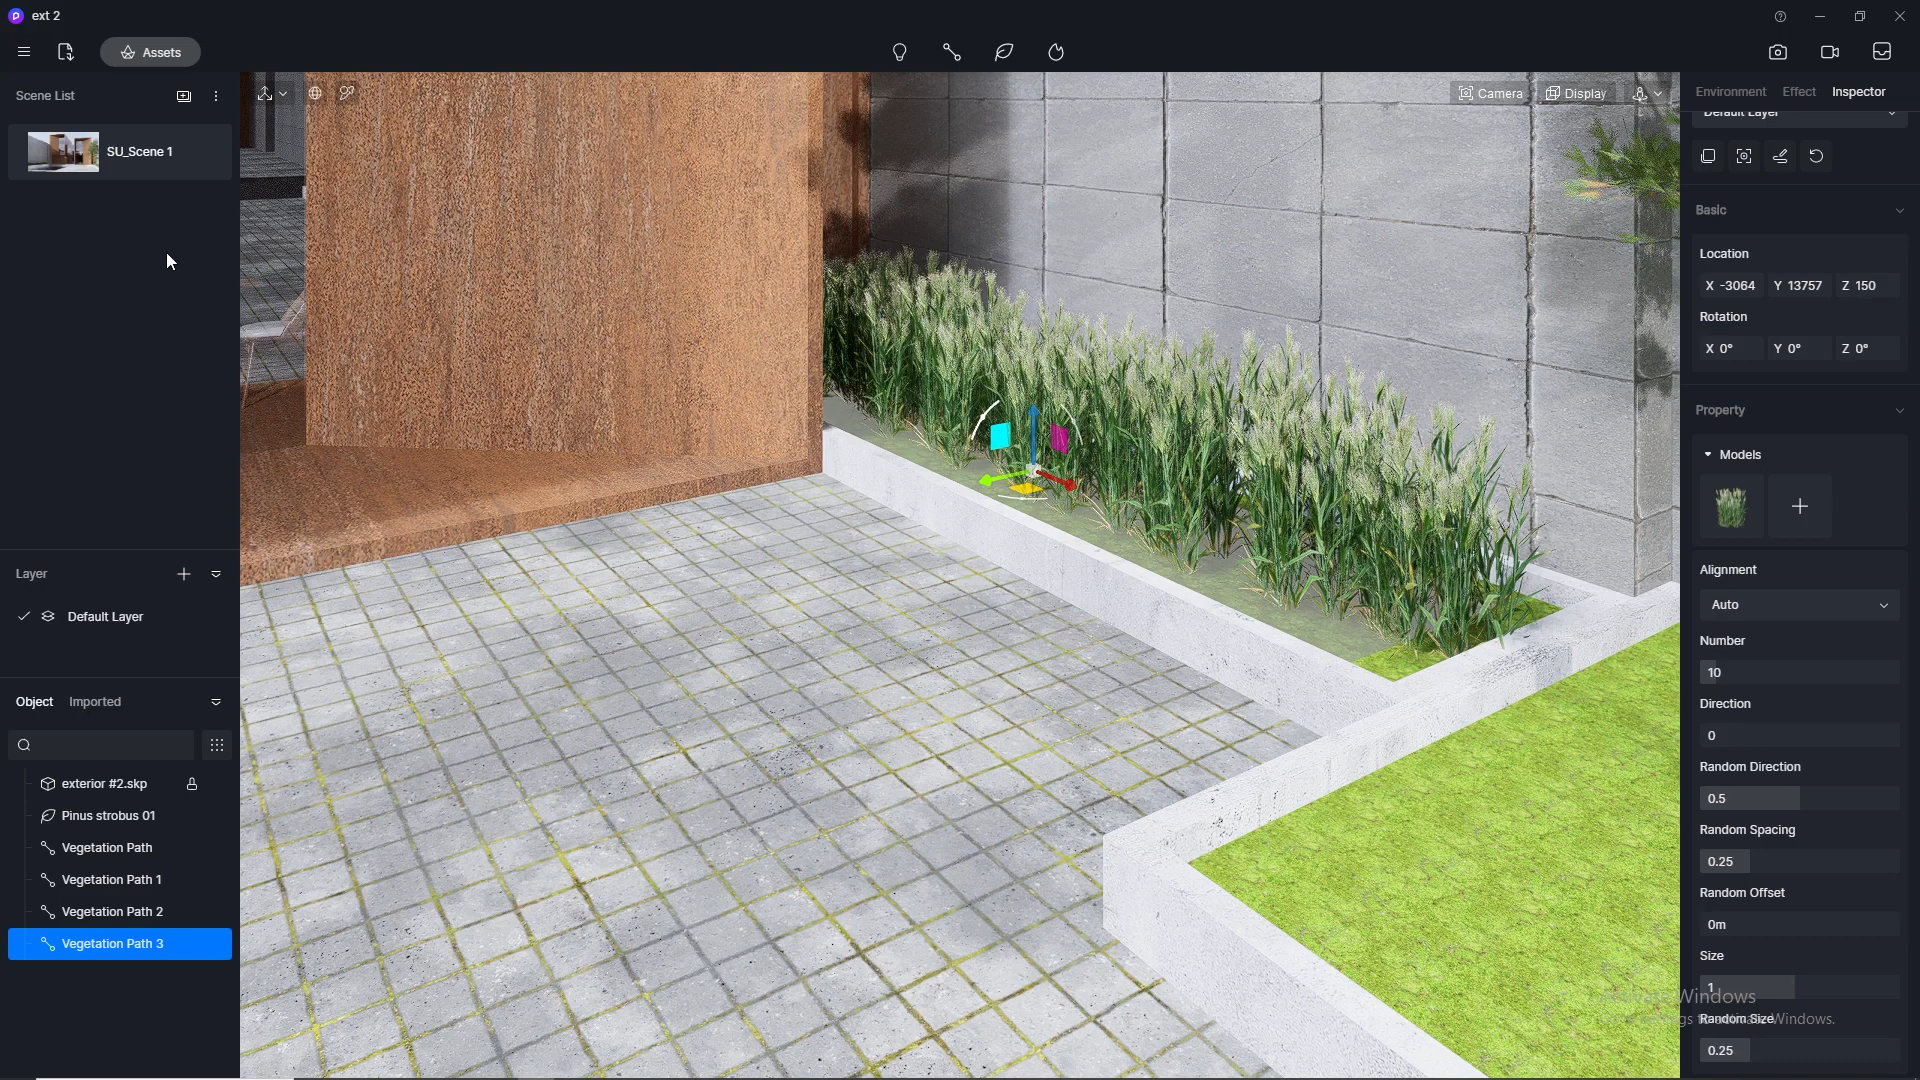 ext 2
Assets
Scene List
SU_Scene 1
Camera
Display
Environment Effect Inspector
Default Layer
Basic
Location
X -3064 Y 13757 Z 150
Rotation
X 0° Y 0° Z 0°
Property
Models
Alignment
Auto
Number
10
Direction
0
Random Direction
0.5
Random Spacing
0.25
Random Offset
0m
Size
1
Random Size
0.25
Layer
Default Layer
Object Imported
exterior #2.skp
Pinus strobus 01
Vegetation Path
Vegetation Path 1
Vegetation Path 2
Vegetation Path 3
Windows
Windows.